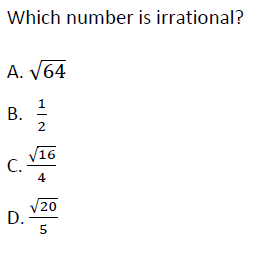 Which number is irrational?
A. √64
B. 1/2
C. √16/4
D. √20/5